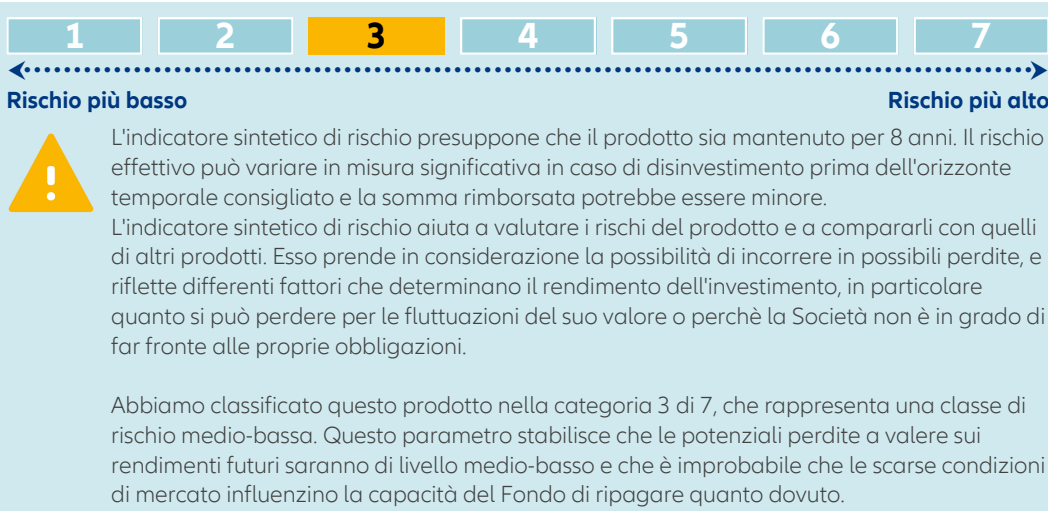 1 2 3 4 5 6 7
Rischio più basso Rischio più alto
L'indicatore sintetico di rischio presuppone che il prodotto sia mantenuto per 8 anni. Il rischio
effettivo può variare in misura significativa in caso di disinvestimento prima dell'orizzonte
temporale consigliato e la somma rimborsata potrebbe essere minore.
L'indicatore sintetico di rischio aiuta a valutare i rischi del prodotto e a compararli con quelli
di altri prodotti. Esso prende in considerazione la possibilità di incorrere in possibili perdite, e
riflette differenti fattori che determinano il rendimento dell'investimento, in particolare
quanto si può perdere per le fluttuazioni del suo valore o perchè la Società non è in grado di
far fronte alle proprie obbligazioni.
Abbiamo classificato questo prodotto nella categoria 3 di 7, che rappresenta una classe di
rischio medio-bassa. Questo parametro stabilisce che le potenziali perdite a valere sui
rendimenti futuri saranno di livello medio-basso e che è improbabile che le scarse condizioni
di mercato influenzino la capacità del Fondo di ripagare quanto dovuto.